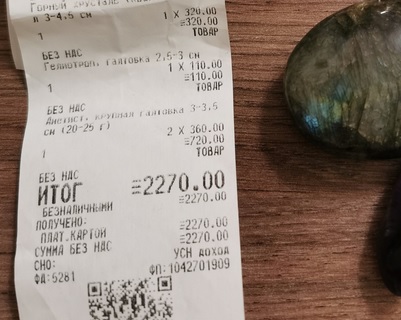 Горный хрусталь
п 3-4,5 см
1 X 320.00
=320.00
1 ТОВАР
БЕЗ НДС
Гелиотроп, галтовка 2,5-3 см
1 X 110.00
=110.00
1 ТОВАР
БЕЗ НДС
Аметист, крупная галтовка 3-3,5
см (20-25 г)
2 X 360.00
=720.00
1 ТОВАР
БЕЗ НДС
ИТОГ =2270.00
БЕЗНАЛИЧНЫМИ =2270.00
ПОЛУЧЕНО:
ПЛАТ.КАРТОЙ =2270.00
СУММА БЕЗ НДС =2270.00
СНО: УСН ДОХОД
ФД:5281 ФП:1042701909